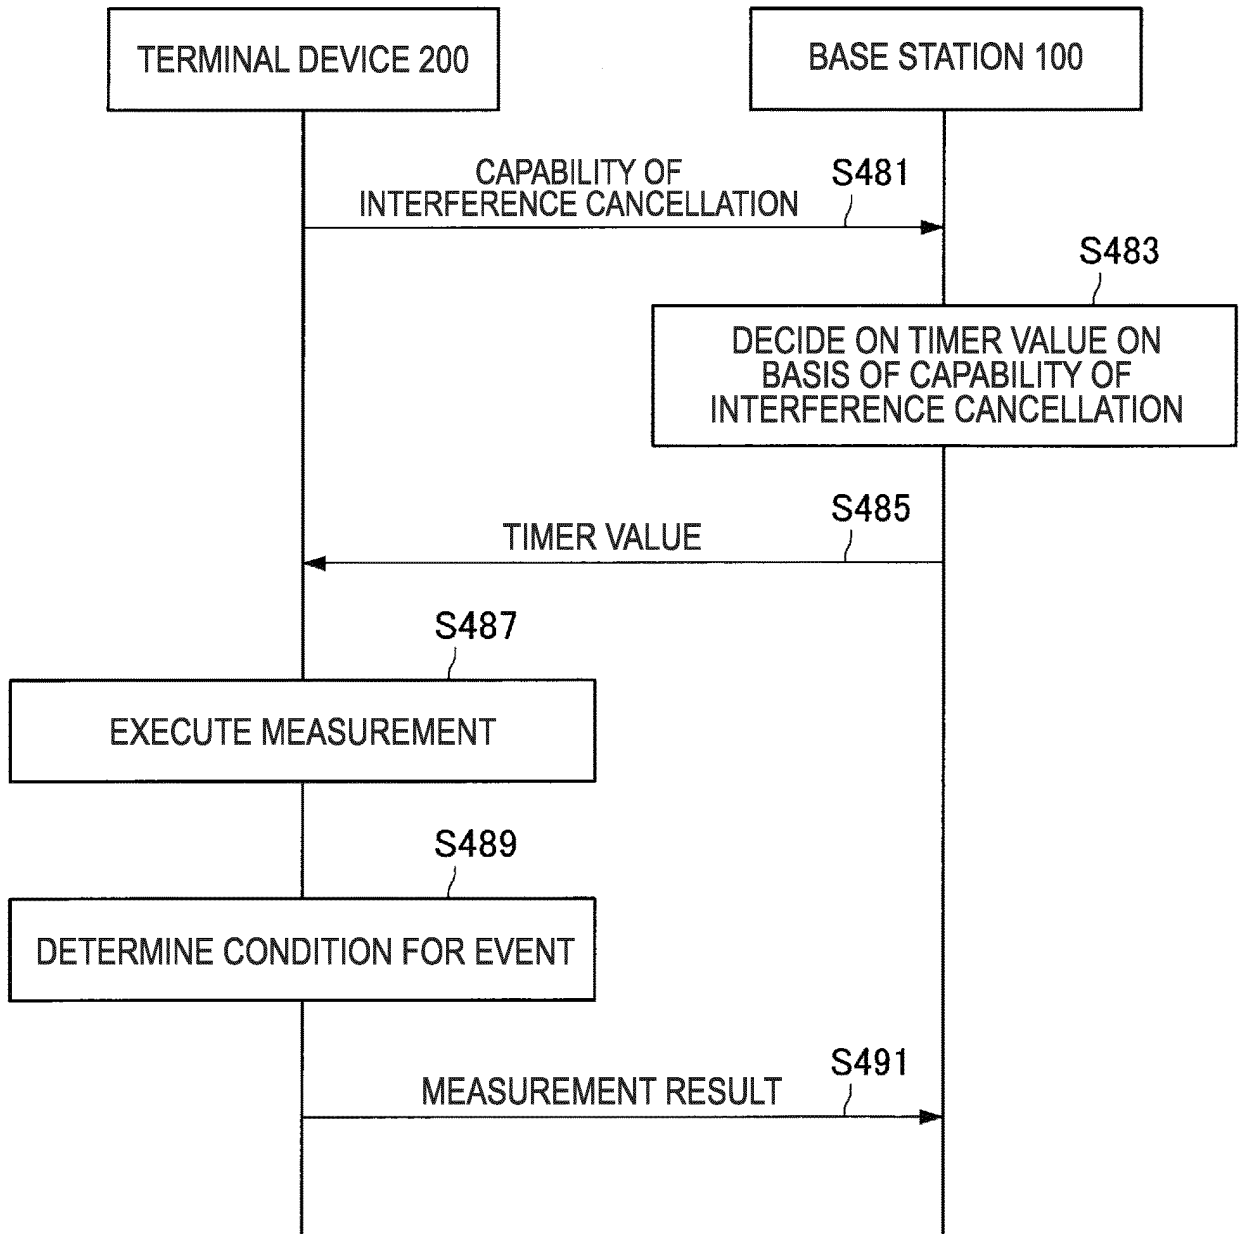 TERMINAL DEVICE 200
BASE STATION 100
CAPABILITY OF
INTERFERENCE CANCELLATION
S481
S483
DECIDE ON TIMER VALUE ON
BASIS OF CAPABILITY OF
INTERFERENCE CANCELLATION
S485
TIMER VALUE
S487
EXECUTE MEASUREMENT
S489
DETERMINE CONDITION FOR EVENT
S491
MEASUREMENT RESULT